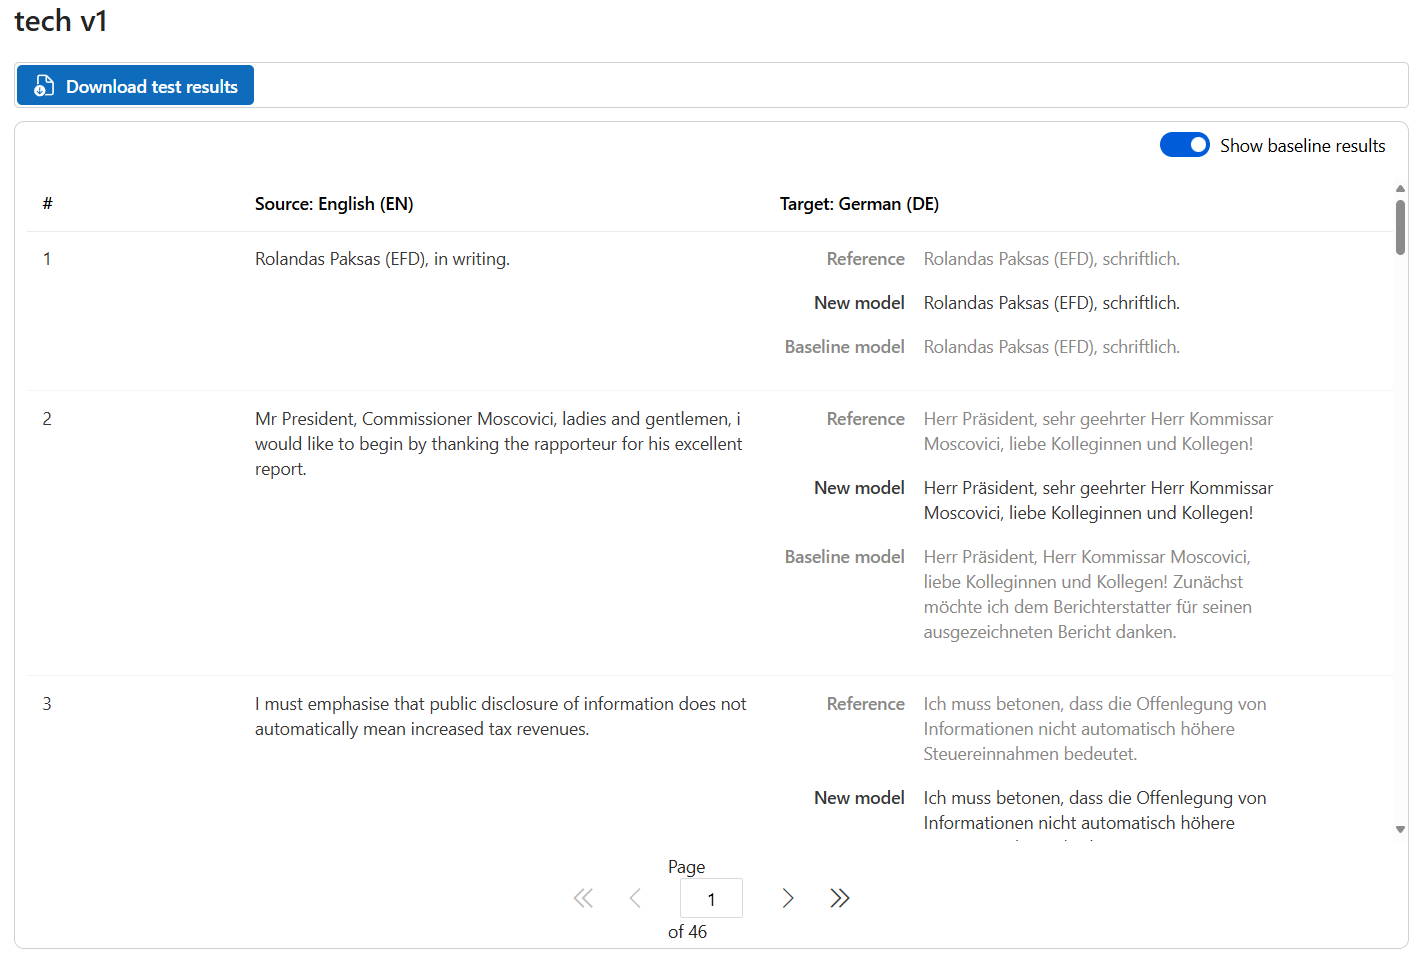 tech v1
Download test results
Show baseline results
# Source: English (EN) Target: German (DE)
1 Rolandas Paksas (EFD), in writing.
Reference Rolandas Paksas (EFD), schriftlich.
New model Rolandas Paksas (EFD), schriftlich.
Baseline model Rolandas Paksas (EFD), schriftlich.
2 Mr President, Commissioner Moscovici, ladies and gentlemen, i
would like to begin by thanking the rapporteur for his excellent
report.
Reference Herr Präsident, sehr geehrter Herr Kommissar
Moscovici, liebe Kolleginnen und Kollegen!
New model Herr Präsident, sehr geehrter Herr Kommissar
Moscovici, liebe Kolleginnen und Kollegen!
Baseline model Herr Präsident, Herr Kommissar Moscovici,
liebe Kolleginnen und Kollegen! Zunächst
möchte ich dem Berichterstatter für seinen
ausgezeichneten Bericht danken.
3 I must emphasise that public disclosure of information does not
automatically mean increased tax revenues.
Reference Ich muss betonen, dass die Offenlegung von
Informationen nicht automatisch höhere
Steuereinnahmen bedeutet.
New model Ich muss betonen, dass die Offenlegung von
Informationen nicht automatisch höhere
Page
1
of 46